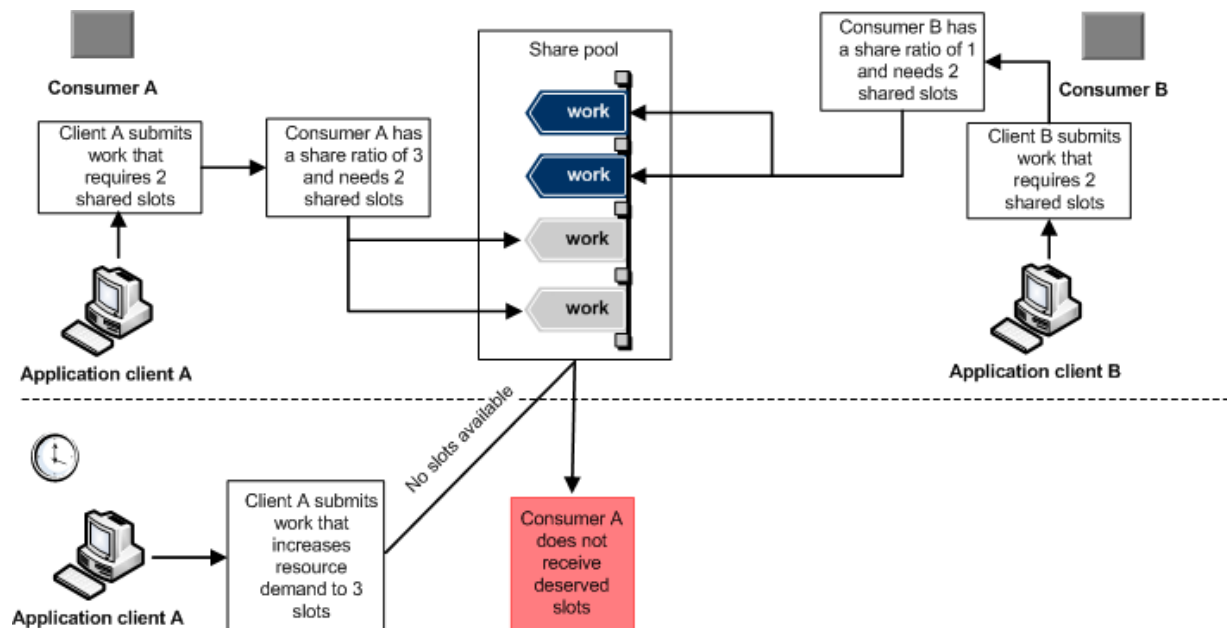 Consumer A
Client A submits
work that
requires 2
shared slots
Application client A
Consumer A has
a share ratio of 3
and needs 2
shared slots
Share pool
work
work
work
work
Consumer B has
a share ratio of 1
and needs 2
shared slots
Consumer B
Client B submits
work that
requires 2
shared slots
Application client B
Application client A
Client A submits
work that
increases
resource
demand to 3
slots
No slots available
Consumer A
does not
receive
deserved
slots